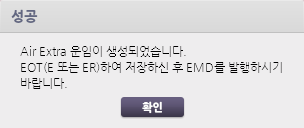 성공
Air Extra 운임이 생성되었습니다.
EOT(E 또는 ER)하여 저장하신 후 EMD를 발행하시기
바랍니다.
확인